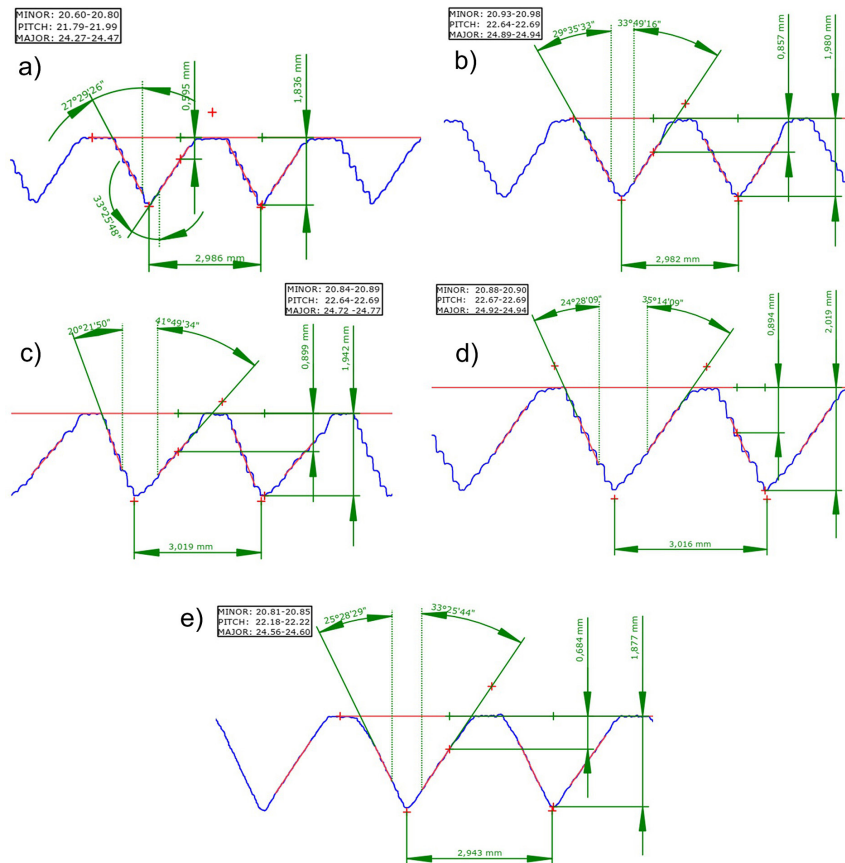 MINOR: 20.60-20.80
PITCH: 21.79-21.99
MAJOR: 24.27-24.47
a)
27°29'26"
0,595 mm
1,836 mm
33°25'48"
2,986 mm
MINOR: 20.93-20.98
PITCH: 22.64-22.69
MAJOR: 24.89-24.94
b)
29°35'33"
33°49'16"
0,857 mm
1,980 mm
2,982 mm
MINOR: 20.84-20.89
PITCH: 22.64-22.69
MAJOR: 24.72 -24.77
c)
20°21'50"
41°49'34"
0,899 mm
1,942 mm
3,019 mm
MINOR: 20.88-20.90
PITCH: 22.67-22.69
MAJOR: 24.92-24.94
d)
24°28'09"
35°14'09"
0,894 mm
2,019 mm
3,016 mm
MINOR: 20.81-20.85
PITCH: 22.18-22.22
MAJOR: 24.56-24.60
e)
25°28'29"
33°25'44"
0,684 mm
1,877 mm
2,943 mm